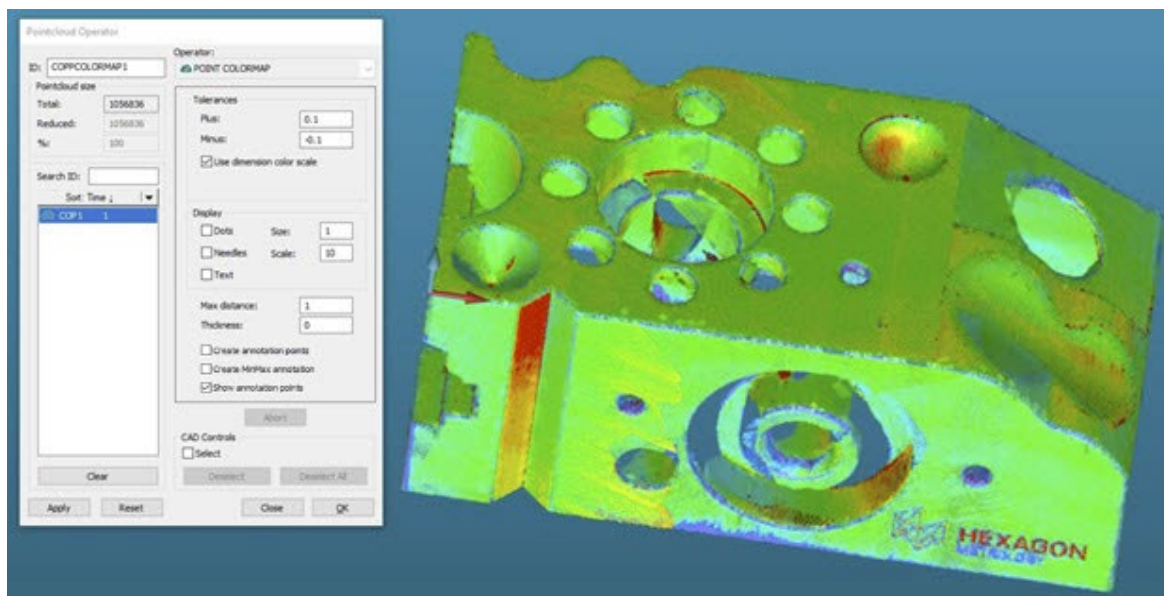 Pointcloud Operator
ID: COPPCOLORMAP1
Pointcloud size
Total: 1056836
Reduced: 1056836
%: 100
Search ID:
Sort: Time ↓
COP1 1
Clear
Apply Reset
Operator:
POINT COLORMAP
Tolerances
Plus: 0.1
Minus: -0.1
Use dimension color scale
Display
Dots Size: 1
Needles Scale: 10
Text
Max distance: 1
Thickness: 0
Create annotation points
Create MinMax annotation
Show annotation points
Abort
CAD Controls
Select
Deselect Deselect All
Close OK
HEXAGON
METROLOGY